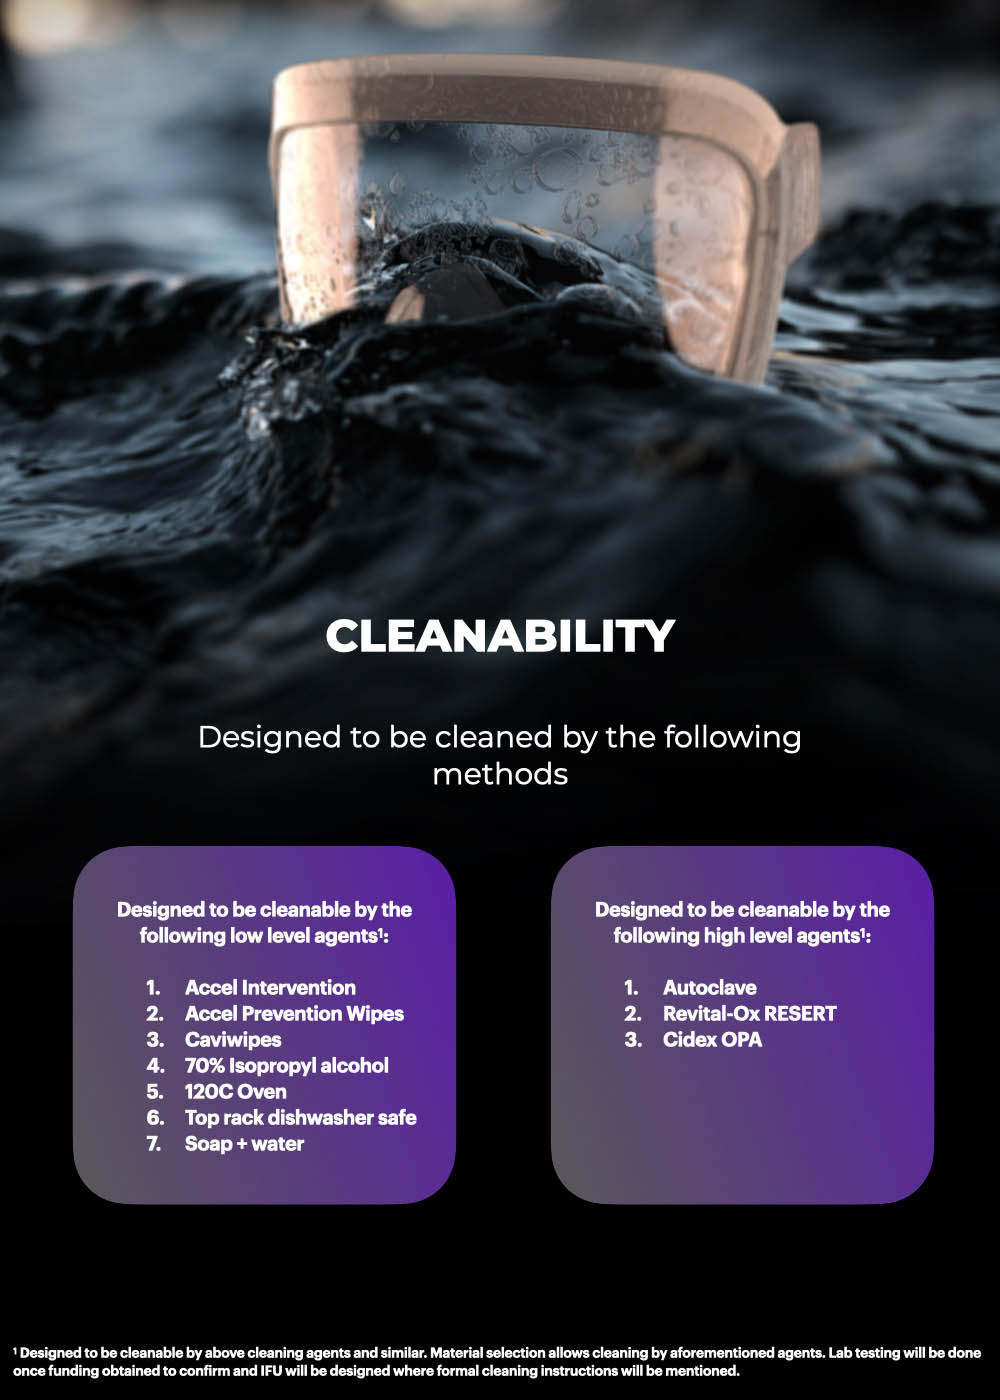 CLEANABILITY
Designed to be cleaned by the following
methods
Designed to be cleanable by the
following low level agents¹:
1. Accel Intervention
2. Accel Prevention Wipes
3. Caviwipes
4. 70% Isopropyl alcohol
5. 120C Oven
6. Top rack dishwasher safe
7. Soap + water
Designed to be cleanable by the
following high level agents¹:
1. Autoclave
2. Revital-Ox RESERT
3. Cidex OPA
¹ Designed to be cleanable by above cleaning agents and similar. Material selection allows cleaning by aforementioned agents. Lab testing will be done
once funding obtained to confirm and IFU will be designed where formal cleaning instructions will be mentioned.